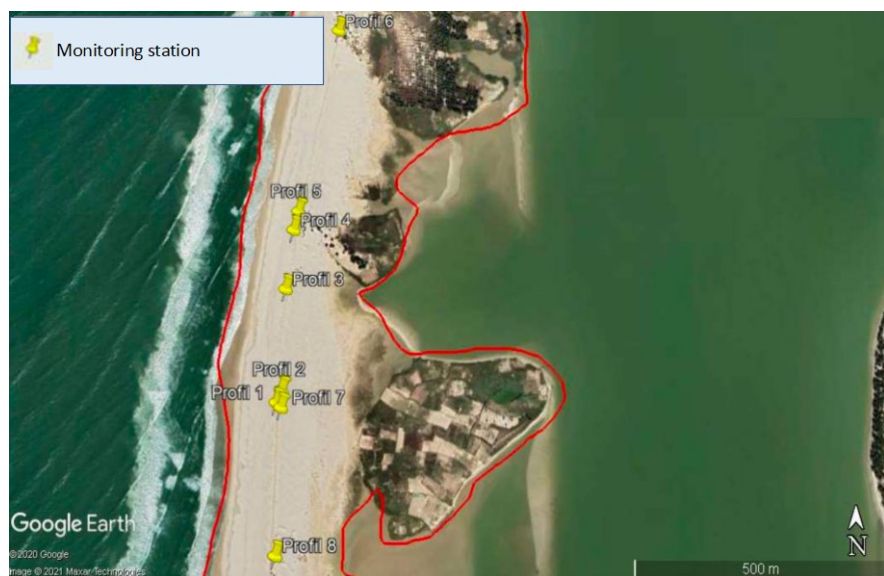 Profil 6
Monitoring station
Profil 5
Profil 4
Profil 3
Profil 2
Profil 1
Profil 7
Google Earth
©2020 Google
Image © 2021 Maxar Technologies
Profil 8
N
500 m